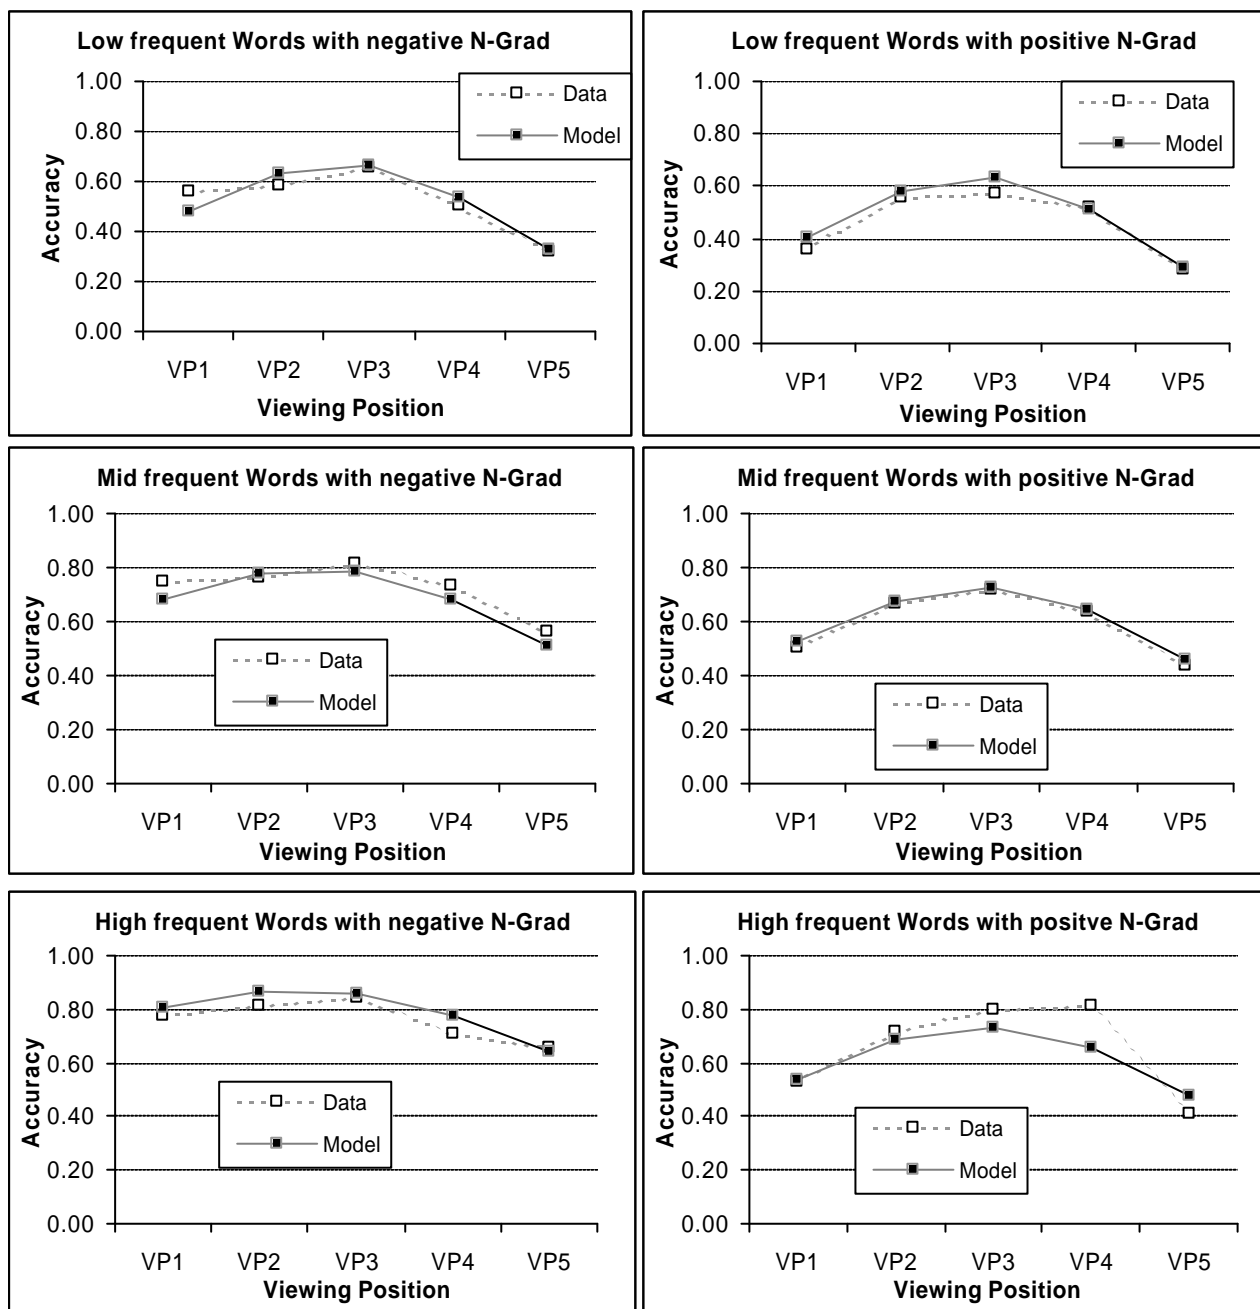 Low frequent Words with negative N-Grad
1.00
0.80
0.60
0.40
0.20
0.00
Accuracy
Data
Model
VP1 VP2 VP3 VP4 VP5
Viewing Position
Low frequent Words with positive N-Grad
1.00
0.80
0.60
0.40
0.20
0.00
Accuracy
Data
Model
VP1 VP2 VP3 VP4 VP5
Viewing Position
Mid frequent Words with negative N-Grad
1.00
0.80
0.60
0.40
0.20
0.00
Accuracy
Data
Model
VP1 VP2 VP3 VP4 VP5
Viewing Position
Mid frequent Words with positive N-Grad
1.00
0.80
0.60
0.40
0.20
0.00
Accuracy
Data
Model
VP1 VP2 VP3 VP4 VP5
Viewing Position
High frequent Words with negative N-Grad
1.00
0.80
0.60
0.40
0.20
0.00
Accuracy
Data
Model
VP1 VP2 VP3 VP4 VP5
Viewing Position
High frequent Words with positve N-Grad
1.00
0.80
0.60
0.40
0.20
0.00
Accuracy
Data
Model
VP1 VP2 VP3 VP4 VP5
Viewing Position